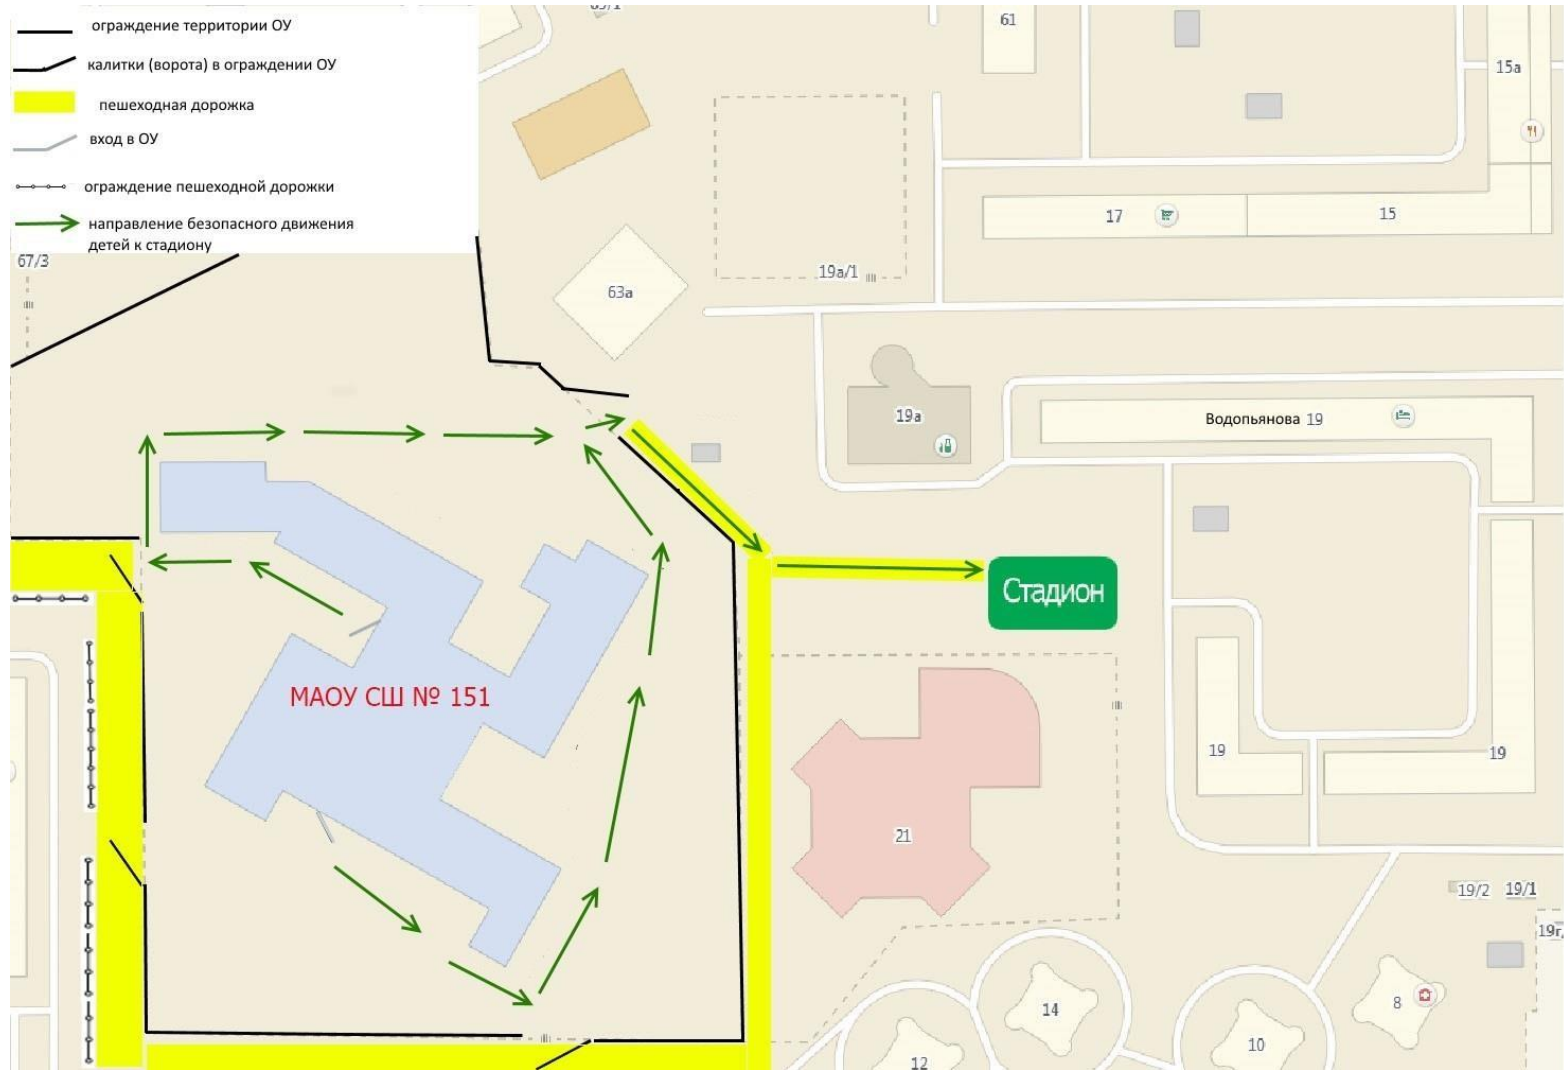 ограждение территории ОУ
калитки (ворота) в ограждении ОУ
пешеходная дорожка
вход в ОУ
ограждение пешеходной дорожки
направление безопасного движения
детей к стадиону
61
15а
17
15
67/3
19а/1
63а
19а
Водопьянова 19
Стадион
МАОУ СШ № 151
19
19
21
19/2
19/1
19г
14
8
10
12